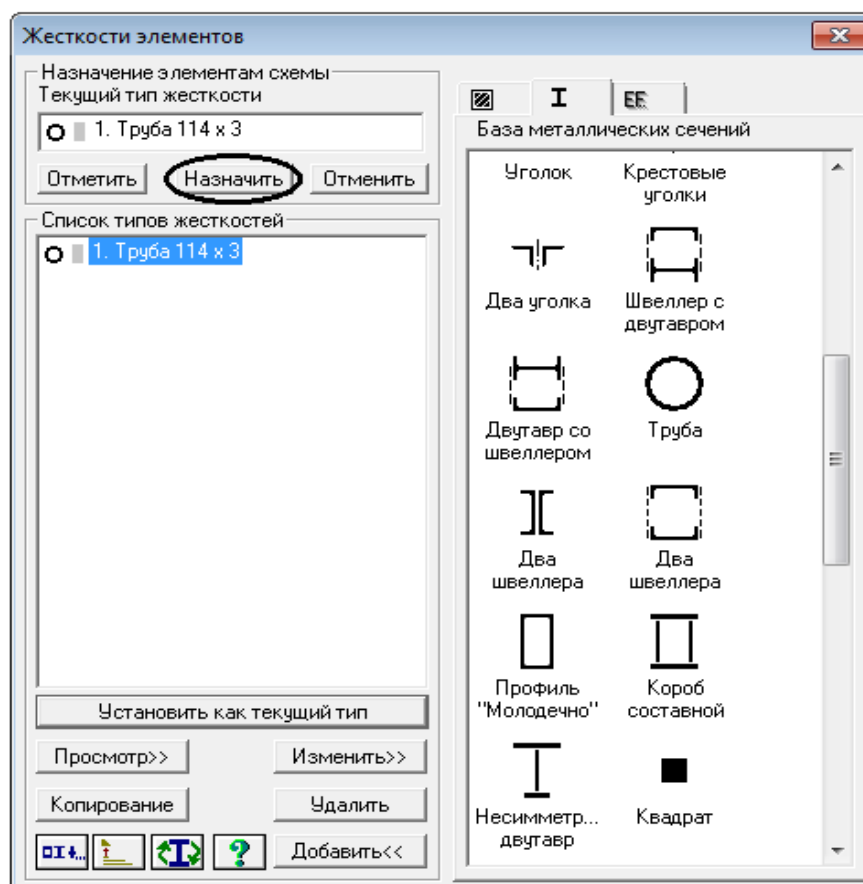 Жесткости элементов
Назначение элементам схемы
Текущий тип жесткости
1. Труба 114 x 3
Отметить
Назначить
Отменить
Список типов жесткостей
1. Труба 114 x 3
Установить как текущий тип
Просмотр>>
Изменить>>
Копирование
Удалить
Добавить<<
База металлических сечений
Уголок
Крестовые
уголки
Два уголка
Швеллер с
двутавром
Двутавр со
швеллером
Труба
Два
швеллера
Два
швеллера
Профиль
"Молодечно"
Короб
составной
Несимметр...
двутавр
Квадрат